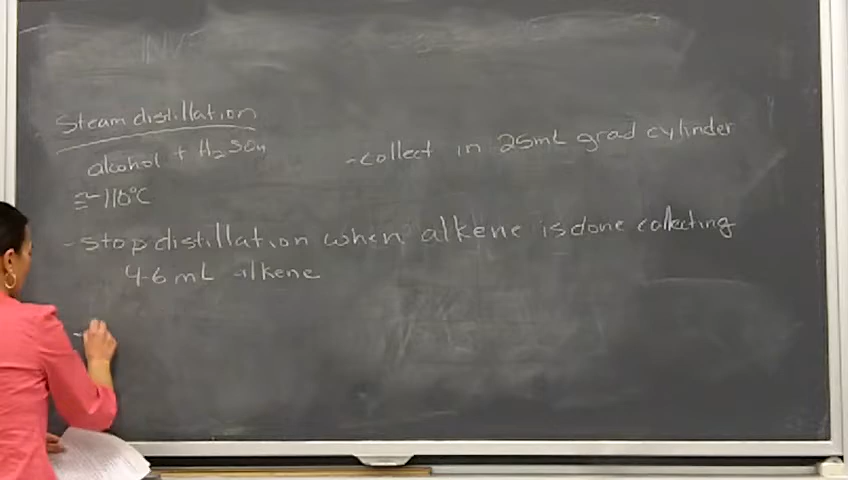 Steam distillation
alcohol + H₂SO₄
≅ 110°C
- collect in 25mL grad cylinder
- stop distillation when alkene is done collecting
4-6 mL alkene